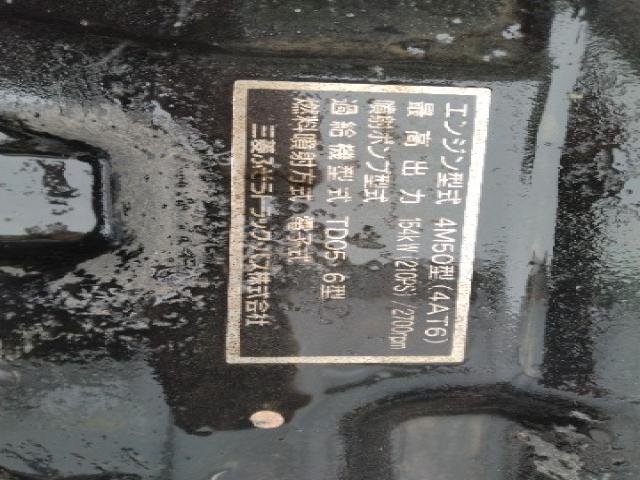 エンジン型式 4M50型(4AT6)
最高出力 154kW(210PS)/2700rpm
噴射ポンプ型式
過給機型式 TD05-6型
燃料噴射方式 電子式
三菱ふそうトラック・バス株式会社